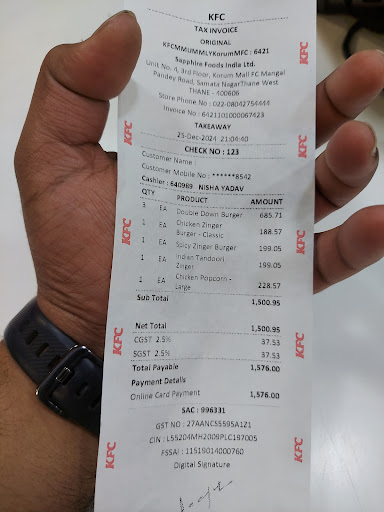 KFC
TAX INVOICE
ORIGINAL
KFCMMUMMLYKorumMFC : 6421
Sapphire Foods India Ltd.
Unit No. 4, 3rd Floor, Korum Mall FC Mangal
Pandey Road, Samata NagarThane West
THANE - 400606
Store Phone No : 022-08042754444
Invoice No : 6421101000067423
TAKEAWAY
25-Dec-2024 21:04:40
CHECK NO : 123
Customer Name :
Customer Mobile No : ******8542
Cashier : 640989 NISHA YADAV
QTY PRODUCT AMOUNT
3 EA Double Down Burger 685.71
1 EA Chicken Zinger Burger - Classic 188.57
1 EA Spicy Zinger Burger 199.05
1 EA Indian Tandoori Zinger 199.05
1 EA Chicken Popcorn - Large 228.57
Sub Total 1,500.95
Net Total 1,500.95
CGST 2.5% 37.53
SGST 2.5% 37.53
Total Payable 1,576.00
Payment Details
Online Card Payment 1,576.00
SAC : 996331
GST NO : 27AANCS5595A1Z1
CIN : L55204MH2009PLC197005
FSSAI : 11519014000760
Digital Signature
KFC
KFC
KFC
KFC
KFC
KFC
KFC